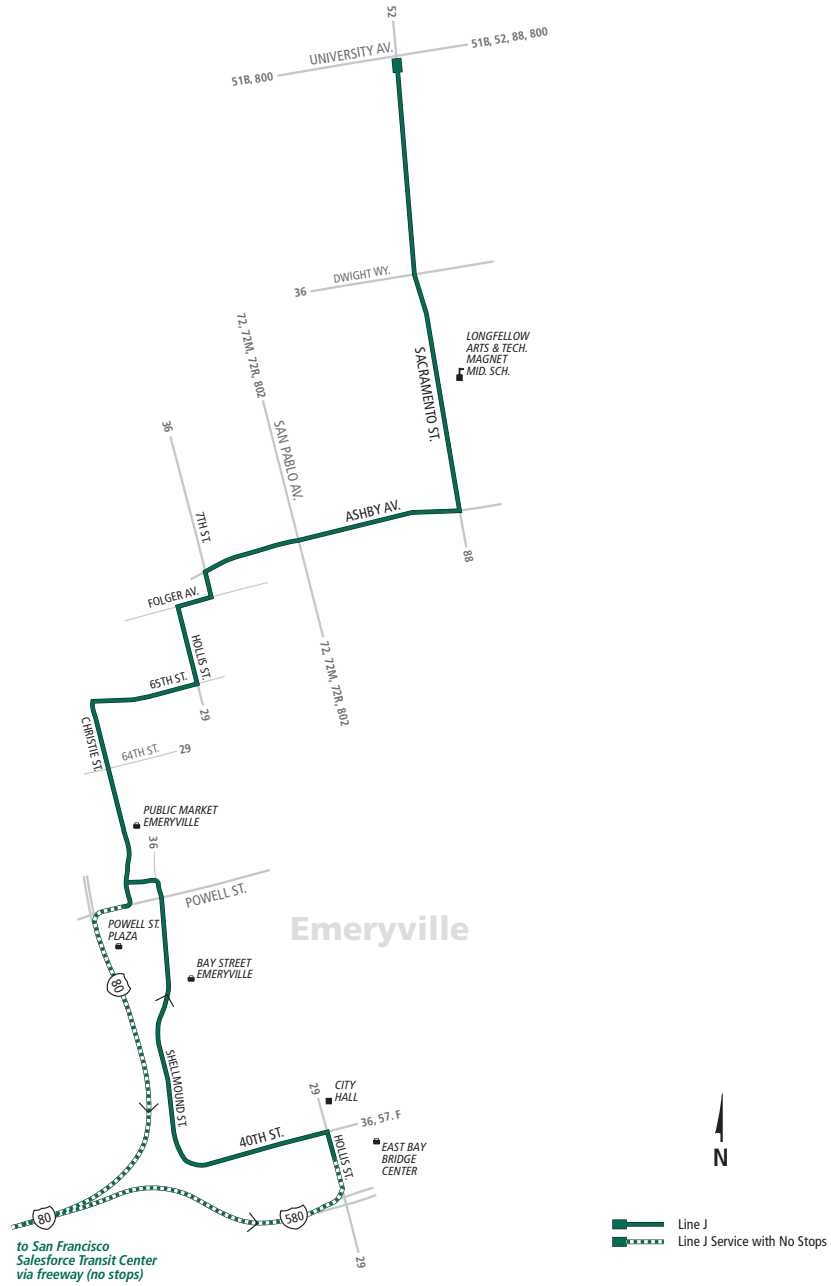 52
UNIVERSITY AV.
51B, 52, 88, 800
51B, 800
DWIGHT WY.
36
72, 72M, 72R, 802
LONGFELLOW
ARTS & TECH.
MAGNET
MID. SCH.
SACRAMENTO ST.
SAN PABLO AV.
36
7TH ST.
ASHBY AV.
88
FOLGER AV.
HOLLIS ST.
72, 72M, 72R, 802
65TH ST.
29
CHRISTIE ST.
64TH ST.
29
PUBLIC MARKET
EMERYVILLE
36
POWELL ST.
POWELL ST.
PLAZA
Emeryville
BAY STREET
EMERYVILLE
80
SHELLMOUND ST.
29
CITY
HALL
36, 57. F
40TH ST.
HOLUS ST.
EAST BAY
BRIDGE
CENTER
N
80
580
29
to San Francisco
Salesforce Transit Center
via freeway (no stops)
Line J
Line J Service with No Stops